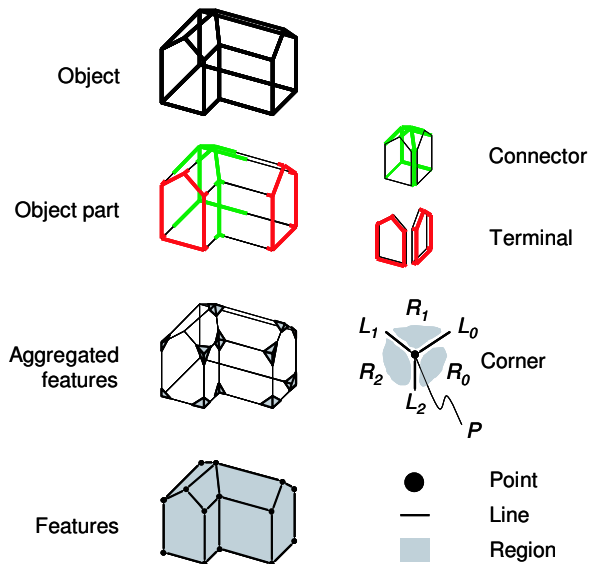 Object
Connector
Object part
Terminal
R1
L1 L0
Aggregated
features
Corner
R2 R0
L2
P
Point
Line
Features
Region